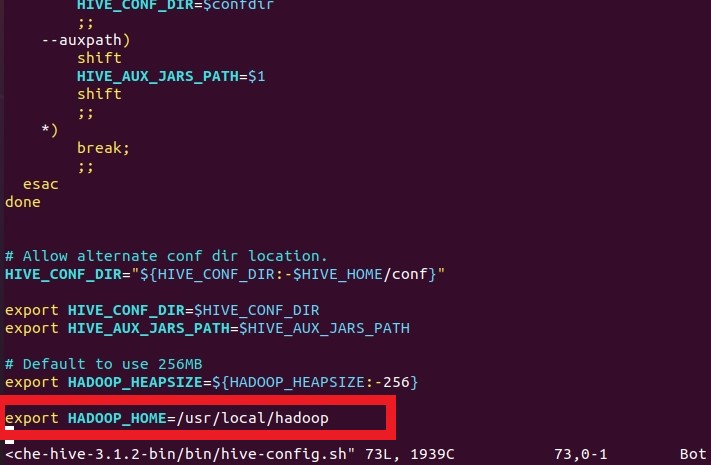 HIVE_CONF_DIR=$confdir
;;
--auxpath)
shift
HIVE_AUX_JARS_PATH=$1
shift
;;
*)
break;
;;
esac
done
# Allow alternate conf dir location.
HIVE_CONF_DIR="${HIVE_CONF_DIR:-$HIVE_HOME/conf}"
export HIVE_CONF_DIR=$HIVE_CONF_DIR
export HIVE_AUX_JARS_PATH=$HIVE_AUX_JARS_PATH
# Default to use 256MB
export HADOOP_HEAPSIZE=${HADOOP_HEAPSIZE:-256}
export HADOOP_HOME=/usr/local/hadoop
<che-hive-3.1.2-bin/bin/hive-config.sh" 73L, 1939C 73,0-1 Bot